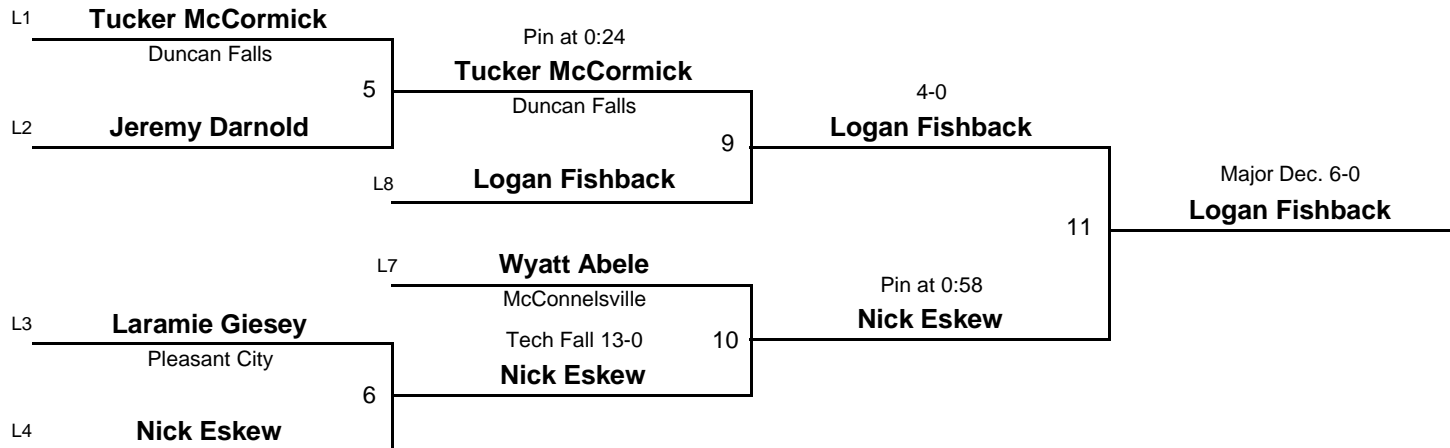 L1 Tucker McCormick
Duncan Falls
5
L2 Jeremy Darnold
Pin at 0:24
Tucker McCormick
Duncan Falls
9
L8 Logan Fishback
4-0
Logan Fishback
Major Dec. 6-0
Logan Fishback
11
L7 Wyatt Abele
McConnelsville
Tech Fall 13-0
10
Nick Eskew
Pin at 0:58
Nick Eskew
L3 Laramie Giesey
Pleasant City
6
L4 Nick Eskew